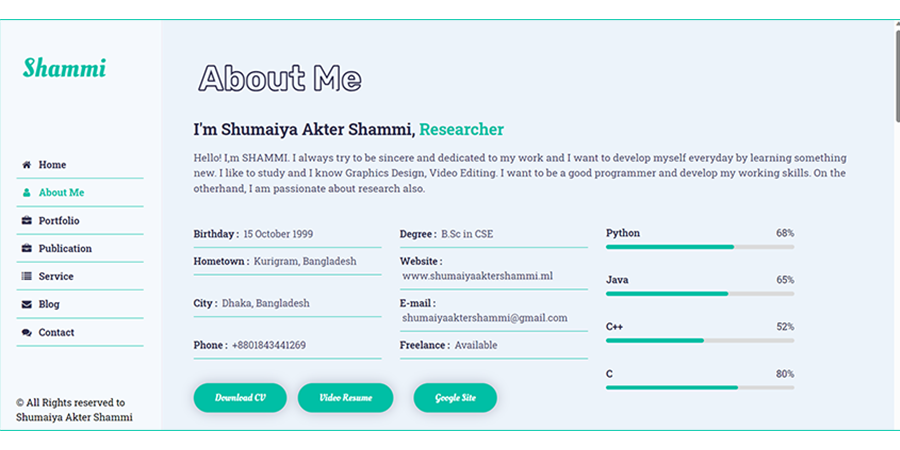 Shammi
Home
About Me
Portfolio
Publication
Service
Blog
Contact
© All Rights reserved to
Shumaiya Akter Shammi
About Me
I'm Shumaiya Akter Shammi, Researcher
Hello! I,m SHAMMI. I always try to be sincere and dedicated to my work and I want to develop myself everyday by learning something
new. I like to study and I know Graphics Design, Video Editing. I want to be a good programmer and develop my working skills. On the
otherhand, I am passionate about research also.
Birthday : 15 October 1999
Hometown : Kurigram, Bangladesh
City : Dhaka, Bangladesh
Phone : +8801843441269
Degree : B.Sc in CSE
Website :
www.shumaiyaaktershammi.ml
E-mail :
shumaiyaaktershammi@gmail.com
Freelance : Available
Python 68%
Java 65%
C++ 52%
C 80%
Download CV
Video Resume
Google Site